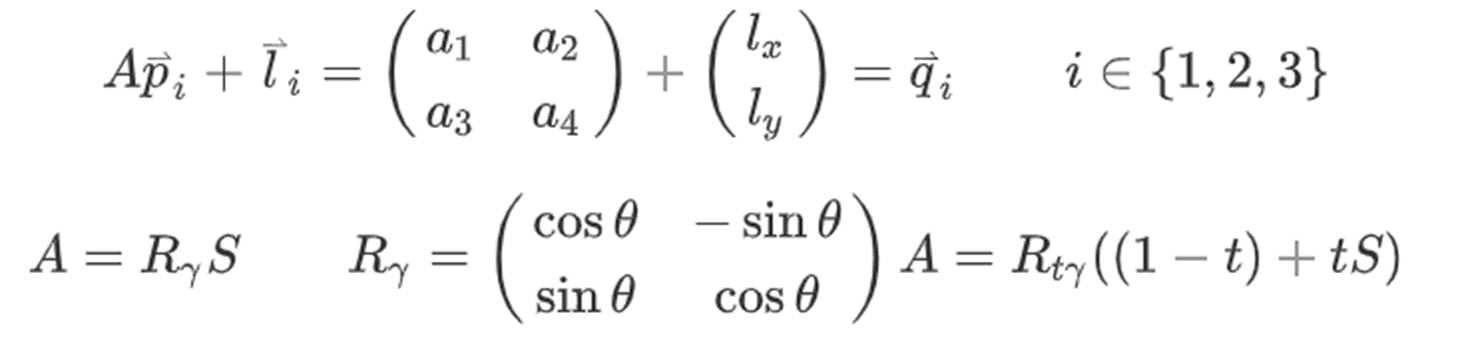 $A\vec{p}_i + \vec{l}_i = \begin{pmatrix} a_1 & a_2 \\ a_3 & a_4 \end{pmatrix} + \begin{pmatrix} l_x \\ l_y \end{pmatrix} = \vec{q}_i \qquad i \in \{1, 2, 3\}$
$A = R_\gamma S \qquad R_\gamma = \begin{pmatrix} \cos\theta & -\sin\theta \\ \sin\theta & \cos\theta \end{pmatrix} A = R_{t\gamma}((1 - t) + tS)$